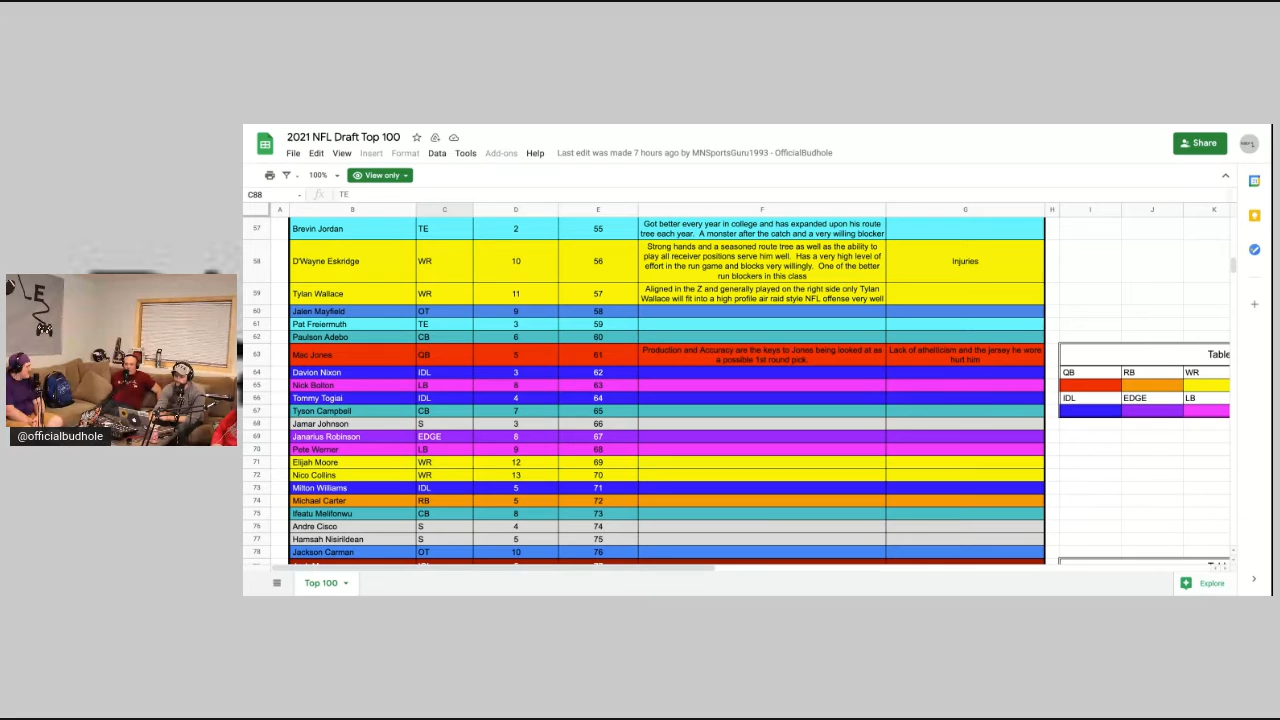 2021 NFL Draft Top 100
File Edit View Insert Format Data Tools Add-ons Help Last edit was made 7 hours ago by MNSportsGuru1993 - OfficialBudhole
Share
100% View only
C88 fx TE
A B C D E F G H I J K
57 Brevin Jordan TE 2 55 Got better every year in college and has expanded upon his route
tree each year. A monster after the catch and a very willing blocker
58 D'Wayne Eskridge WR 10 56 Strong hands and a seasoned route tree as well as the ability to
play all receiver positions serve him well. Has a very high level of
effort in the run game and blocks very willingly. One of the better
run blockers in this class
Injuries
59 Tylan Wallace WR 11 57 Aligned in the Z and generally played on the right side only Tylan
Wallace will fit into a high profile air raid style NFL offense very well
60 Jalen Mayfield OT 9 58
61 Pat Freiermuth TE 3 59
62 Paulson Adebo CB 6 60
63 Mac Jones QB 5 61 Production and Accuracy are the keys to Jones being looked at as
a possible 1st round pick.
Lack of athelticism and the jersey he wore
hurt him
64 Davion Nixon IDL 3 62
65 Nick Bolton LB 8 63
66 Tommy Togiai IDL 4 64
67 Tyson Campbell CB 7 65
68 Jamar Johnson S 3 66
69 Janarius Robinson EDGE 8 67
70 Pete Werner LB 9 68
71 Elijah Moore WR 12 69
72 Nico Collins WR 13 70
73 Milton Williams IDL 5 71
74 Michael Carter RB 5 72
75 Ifeatu Melifonwu CB 8 73
76 Andre Cisco S 4 74
77 Hamsah Nisirildean S 5 75
78 Jackson Carman OT 10 76
Table
QB RB WR
IDL EDGE LB
Top 100
Explore
@officialbudhole